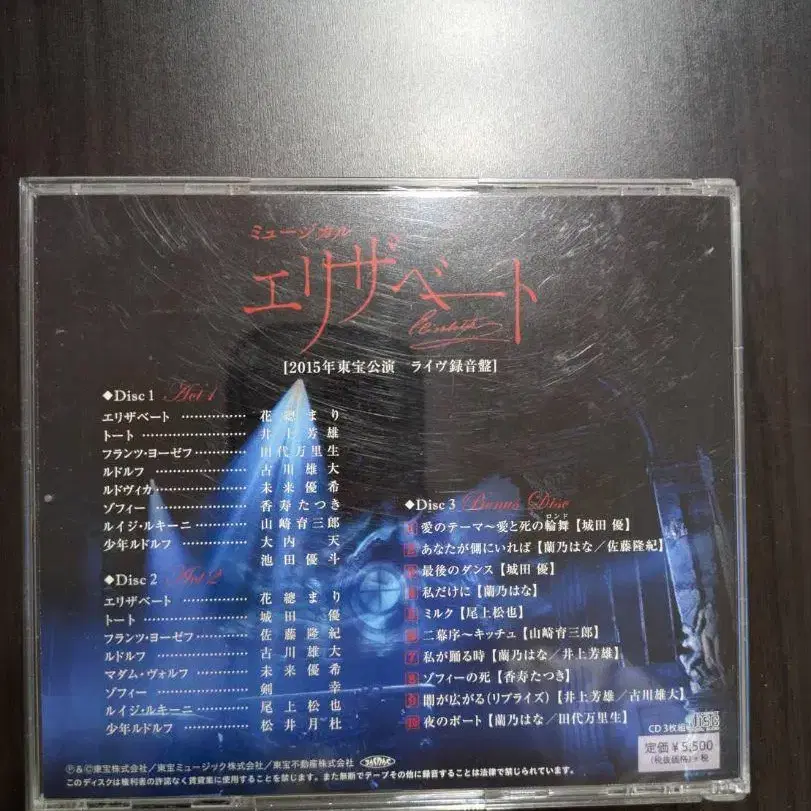 ミュージカル
エリザベート
Elisabeth
[2015年東宝公演 ライヴ録音盤]
◆Disc 1 Act 1
エリザベート …………… 花總まり
トート …………………… 井上芳雄
フランツ・ヨーゼフ ………… 田代万里生
ルドルフ ………………… 古川雄大
ルドヴィカ ……………… 未来優希
ゾフィー ………………… 香寿たつき
ルイジ・ルキーニ ………… 山崎育三郎
少年ルドルフ …………… 大内 天
池田優斗
◆Disc 2 Act 2
エリザベート …………… 花總まり
トート …………………… 城田 優
フランツ・ヨーゼフ ………… 佐藤隆紀
ルドルフ ………………… 古川雄大
マダム・ヴォルフ ………… 未来優希
ゾフィー ………………… 剣 幸
ルイジ・ルキーニ ………… 尾上松也
少年ルドルフ …………… 松井月杜
◆Disc 3 Bonus Disc
1 愛のテーマ〜愛と死の輪舞【城田 優】
ロンド
2 あなたが側にいれば【蘭乃はな／佐藤隆紀】
3 最後のダンス【城田 優】
4 私だけに【蘭乃はな】
5 ミルク【尾上松也】
6 二幕序〜キッチュ【山崎育三郎】
7 私が踊る時【蘭乃はな／井上芳雄】
8 ゾフィーの死【香寿たつき】
9 闇が広がる(リプライズ)【井上芳雄／古川雄大】
10 夜のボート【蘭乃はな／田代万里生】
CD 3枚組
定価¥5,500
(税抜価格)+税
Ⓟ&Ⓒ東宝株式会社／東宝ミュージック株式会社／東宝不動産株式会社
このディスクは権利者の許諾なく賃貸業に使用することを禁じます。また無断でテープその他に録音することは法律で禁じられています。